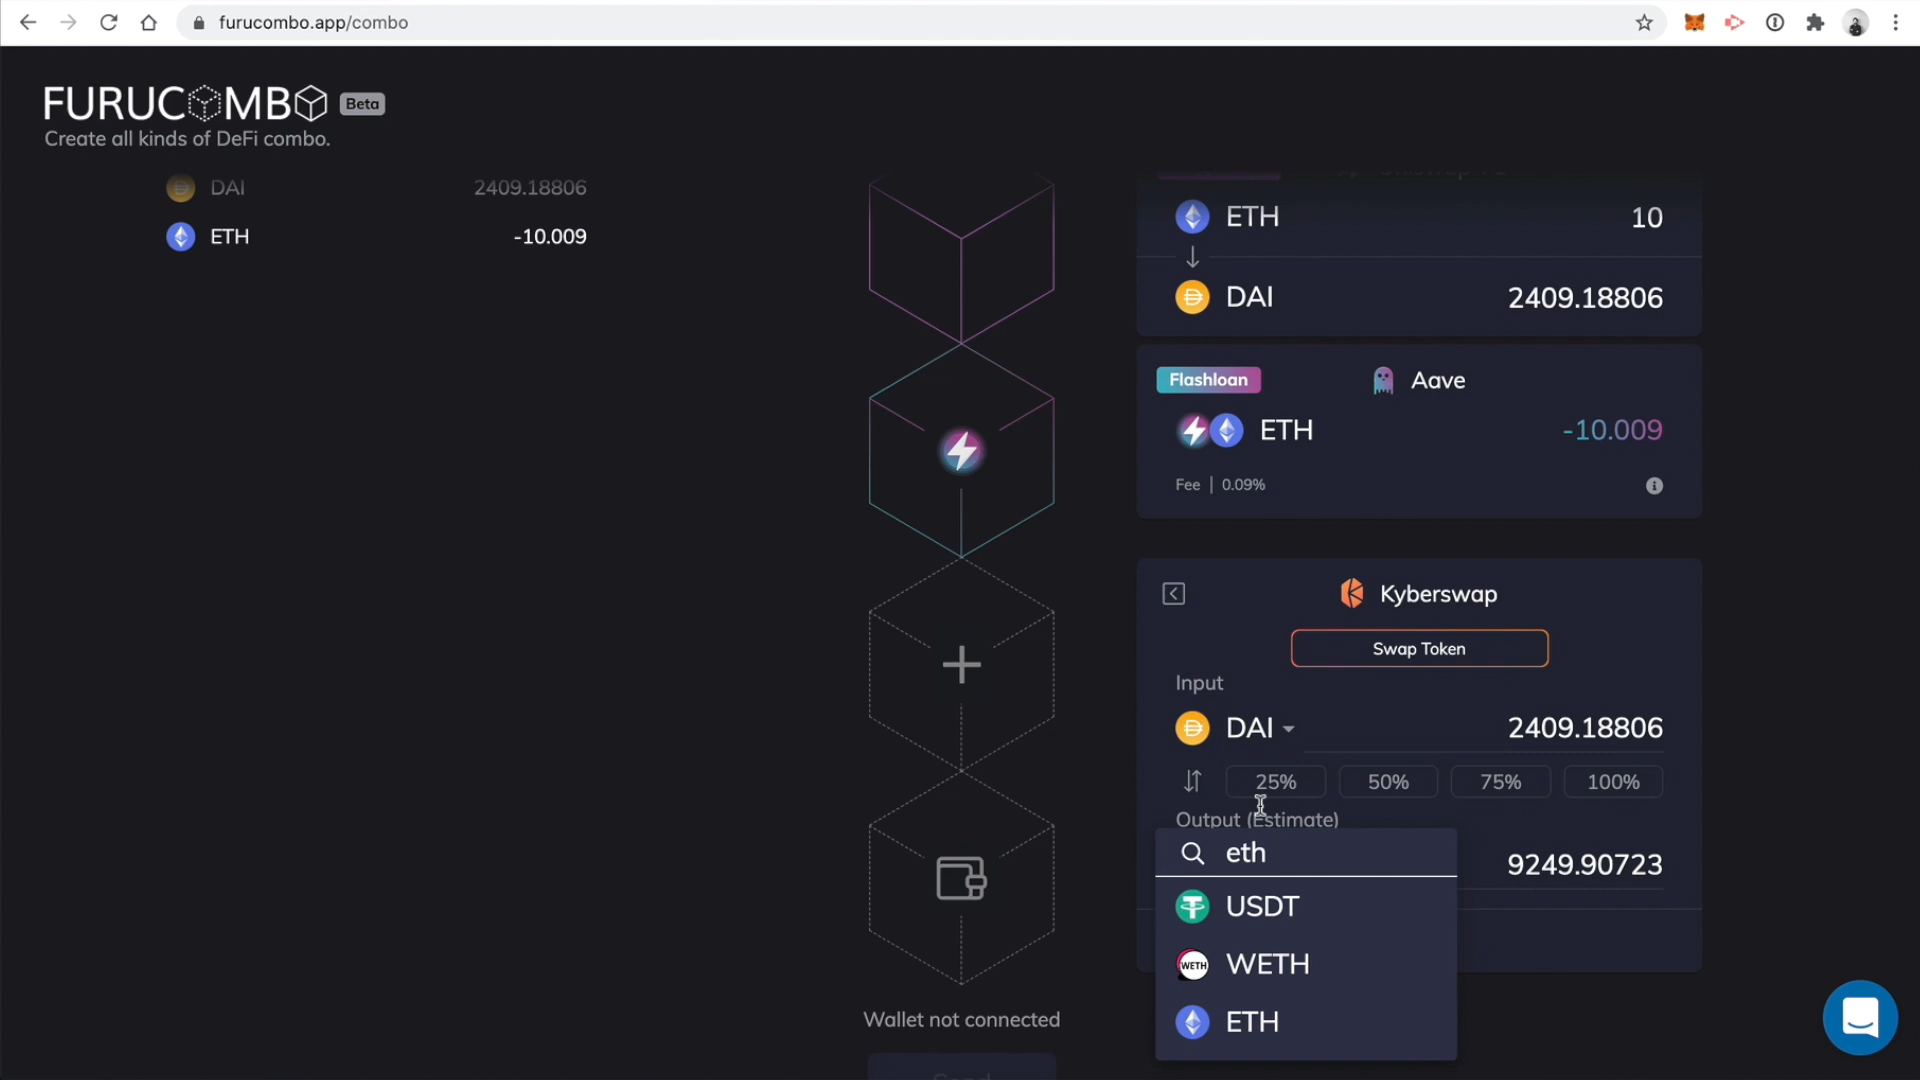 furucombo.app/combo
FURUCOMBO Beta
Create all kinds of DeFi combo.
DAI 2409.18806
ETH -10.009
ETH 10
DAI 2409.18806
Flashloan Aave
ETH -10.009
Fee | 0.09%
Kyberswap
Swap Token
Input
DAI 2409.18806
25% 50% 75% 100%
Output (Estimate)
eth 9249.90723
USDT
WETH WETH
ETH
Wallet not connected